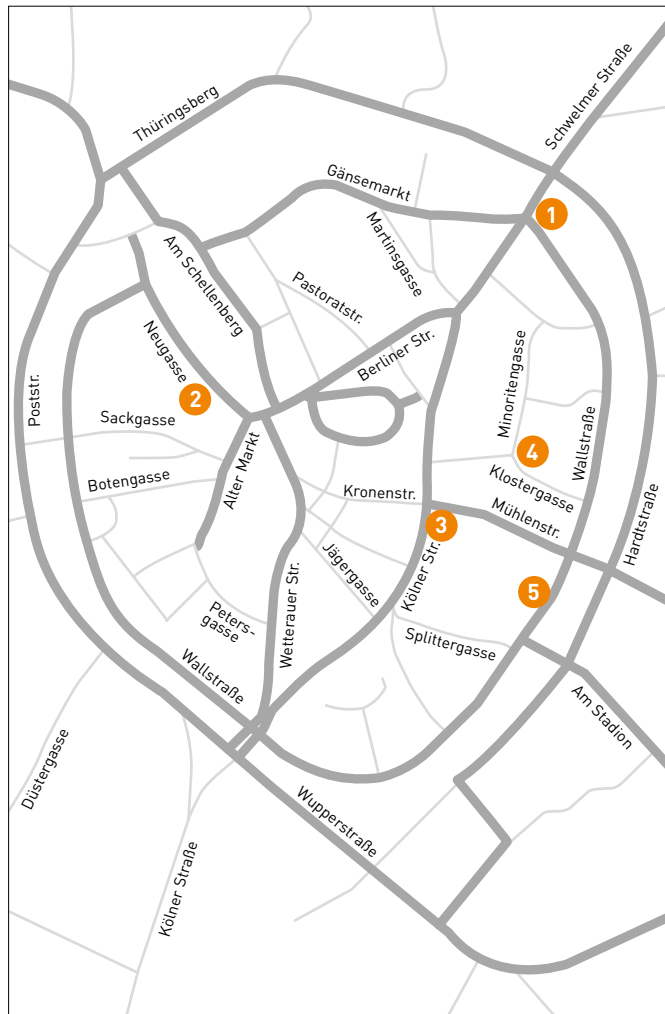 Schwelmer Straße
Thüringsberg
Gänsemarkt
1
Martinsgasse
Am Schellenberg
Pastoratstr.
Berliner Str.
Neugasse
Minoritengasse
Poststr.
2
Sackgasse
Wallstraße
4
Alter Markt
Botengasse
Klostergasse
Kronenstr.
Mühlenstr.
Hardtstraße
3
Jägergasse
Kölner Str.
5
Wetterauer Str.
Peters-
gasse
Splittergasse
Wallstraße
Am Stadion
Düstergasse
Wupperstraße
Kölner Straße